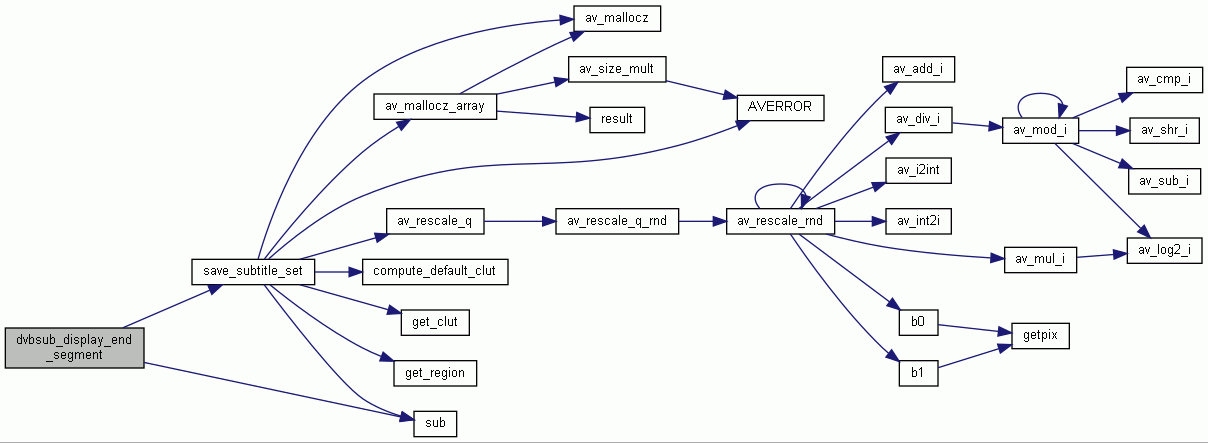 av_mallocz
av_size_mult
av_mallocz_array
AVERROR
result
av_add_i
av_cmp_i
av_div_i
av_mod_i
av_shr_i
av_i2int
av_sub_i
av_rescale_q
av_rescale_q_rnd
av_rescale_rnd
av_int2i
av_mul_i
av_log2_i
save_subtitle_set
compute_default_clut
get_clut
b0
getpix
dvbsub_display_end
_segment
get_region
b1
sub